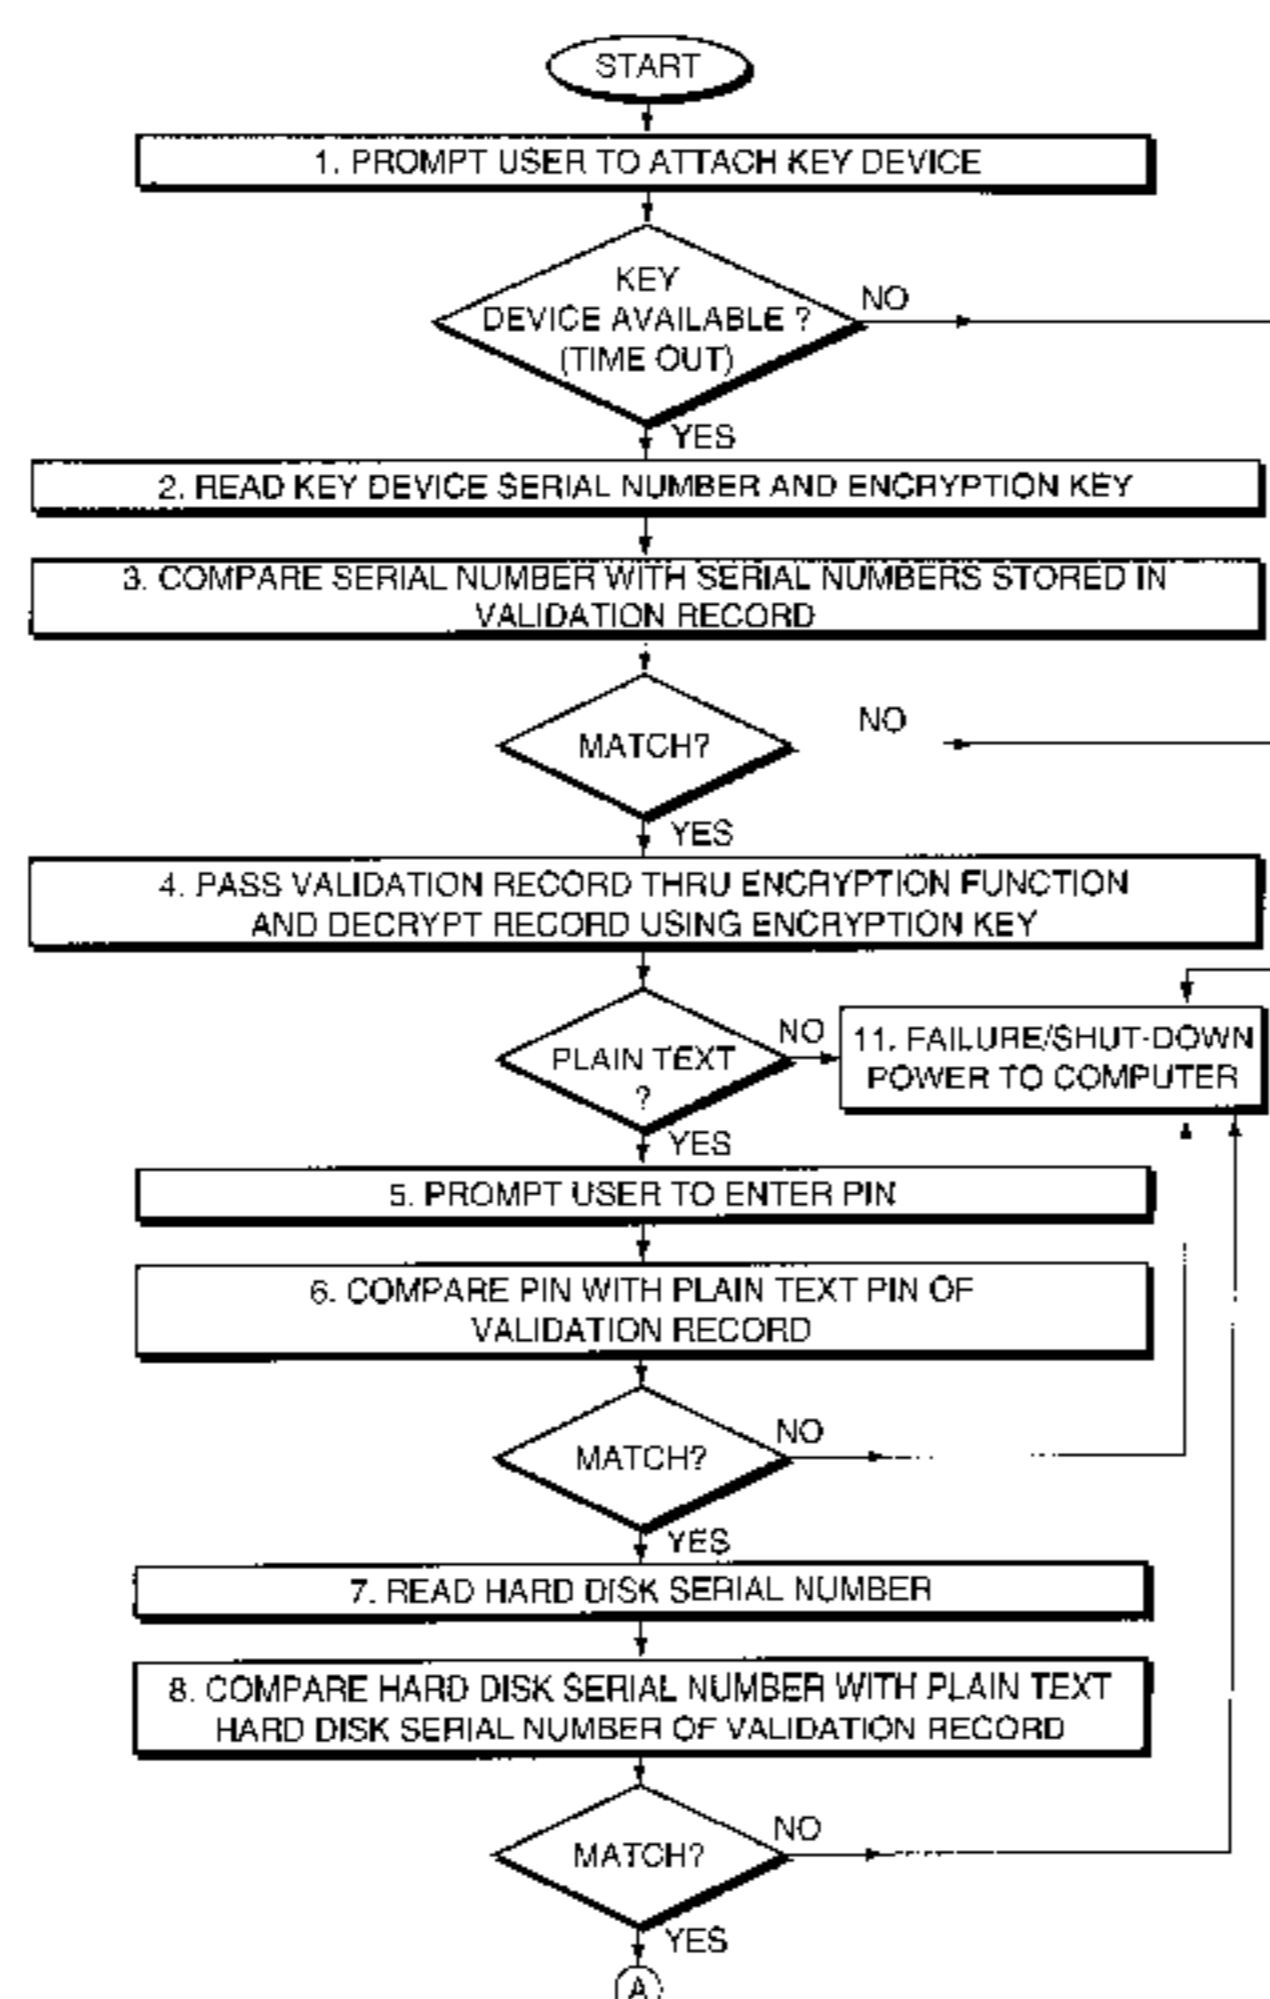 START
1. PROMPT USER TO ATTACH KEY DEVICE
KEY
DEVICE AVAILABLE ?
(TIME OUT)
NO
YES
2. READ KEY DEVICE SERIAL NUMBER AND ENCRYPTION KEY
3. COMPARE SERIAL NUMBER WITH SERIAL NUMBERS STORED IN
VALIDATION RECORD
MATCH?
NO
YES
4. PASS VALIDATION RECORD THRU ENCRYPTION FUNCTION
AND DECRYPT RECORD USING ENCRYPTION KEY
PLAIN TEXT
?
NO
11. FAILURE/SHUT-DOWN
POWER TO COMPUTER
YES
5. PROMPT USER TO ENTER PIN
6. COMPARE PIN WITH PLAIN TEXT PIN OF
VALIDATION RECORD
MATCH?
NO
YES
7. READ HARD DISK SERIAL NUMBER
8. COMPARE HARD DISK SERIAL NUMBER WITH PLAIN TEXT
HARD DISK SERIAL NUMBER OF VALIDATION RECORD
MATCH?
NO
YES
A